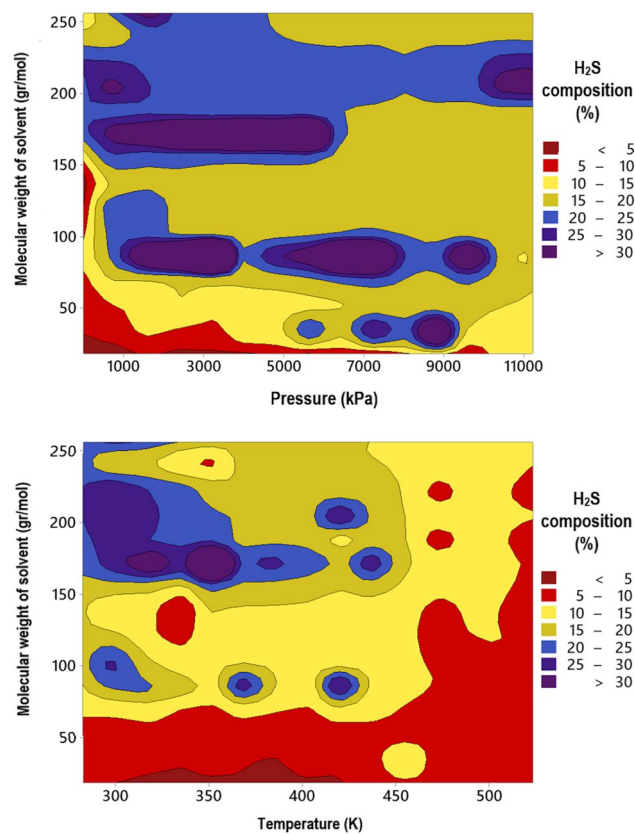 250
200
150
100
50
Molecular weight of solvent (gr/mol)
1000 3000 5000 7000 9000 11000
Pressure (kPa)
H₂S
composition
(%)
< 5
5 – 10
10 – 15
15 – 20
20 – 25
25 – 30
> 30
250
200
150
100
50
Molecular weight of solvent (gr/mol)
300 350 400 450 500
Temperature (K)
H₂S
composition
(%)
< 5
5 – 10
10 – 15
15 – 20
20 – 25
25 – 30
> 30